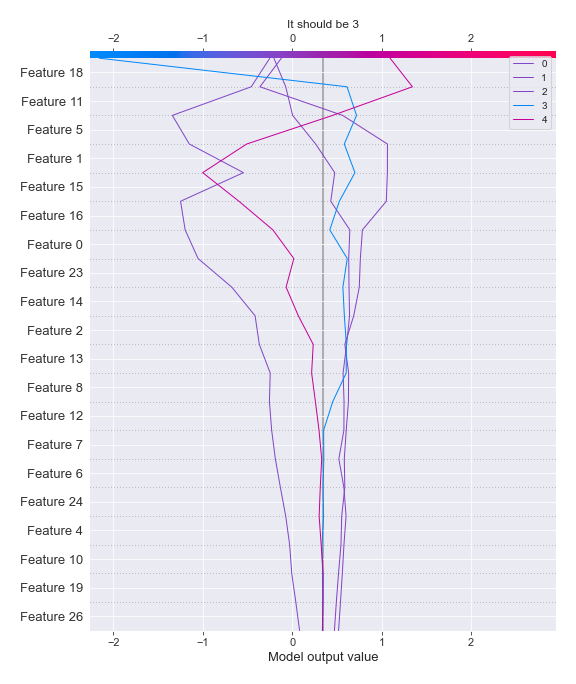 It should be 3
−2 −1 0 1 2
0
1
2
3
4
Feature 18
Feature 11
Feature 5
Feature 1
Feature 15
Feature 16
Feature 0
Feature 23
Feature 14
Feature 2
Feature 13
Feature 8
Feature 12
Feature 7
Feature 6
Feature 24
Feature 4
Feature 10
Feature 19
Feature 26
−2 −1 0 1 2
Model output value